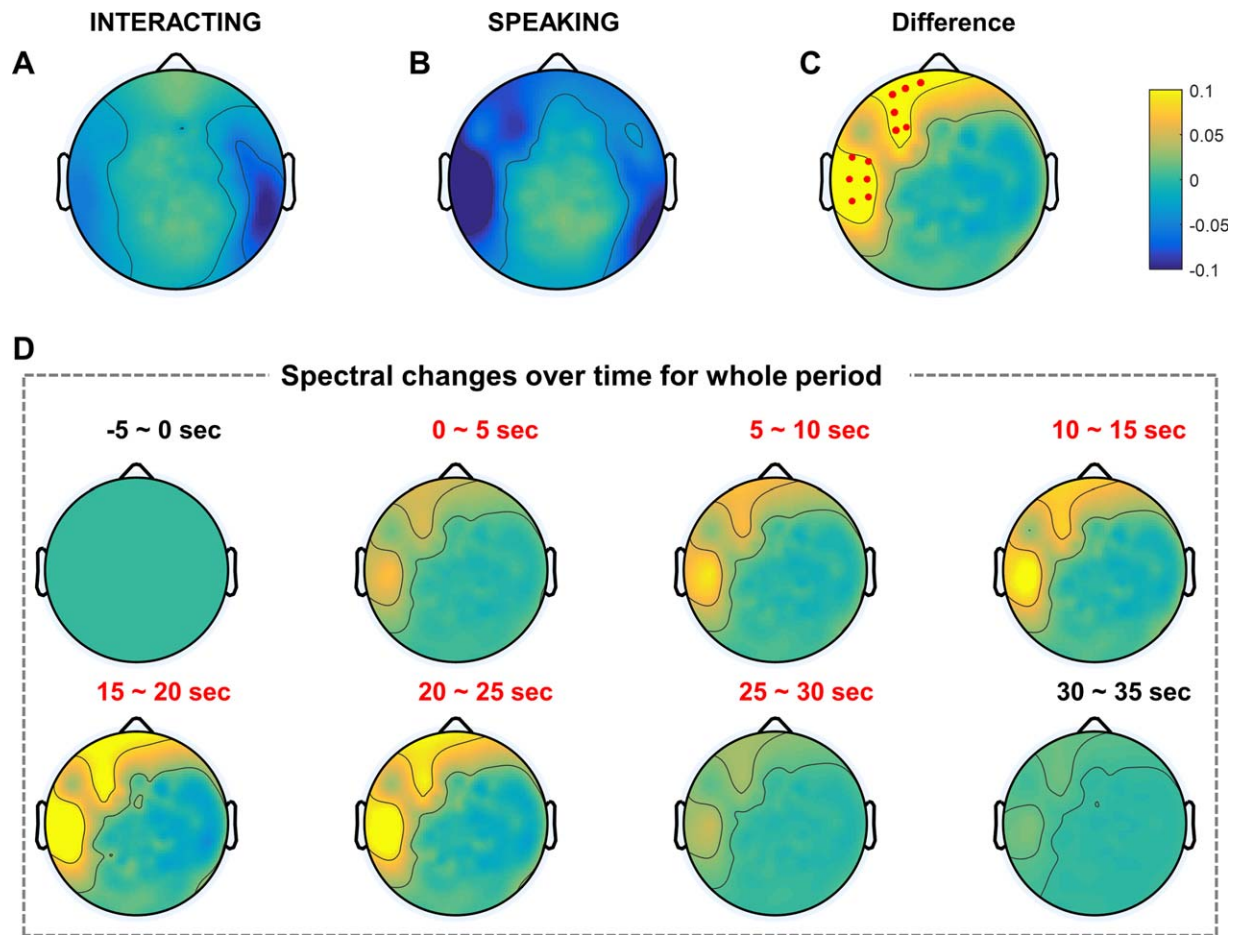 INTERACTING
SPEAKING
Difference
A
B
C
0.1
0.05
0
-0.05
-0.1
D
Spectral changes over time for whole period
-5 ~ 0 sec
0 ~ 5 sec
5 ~ 10 sec
10 ~ 15 sec
15 ~ 20 sec
20 ~ 25 sec
25 ~ 30 sec
30 ~ 35 sec